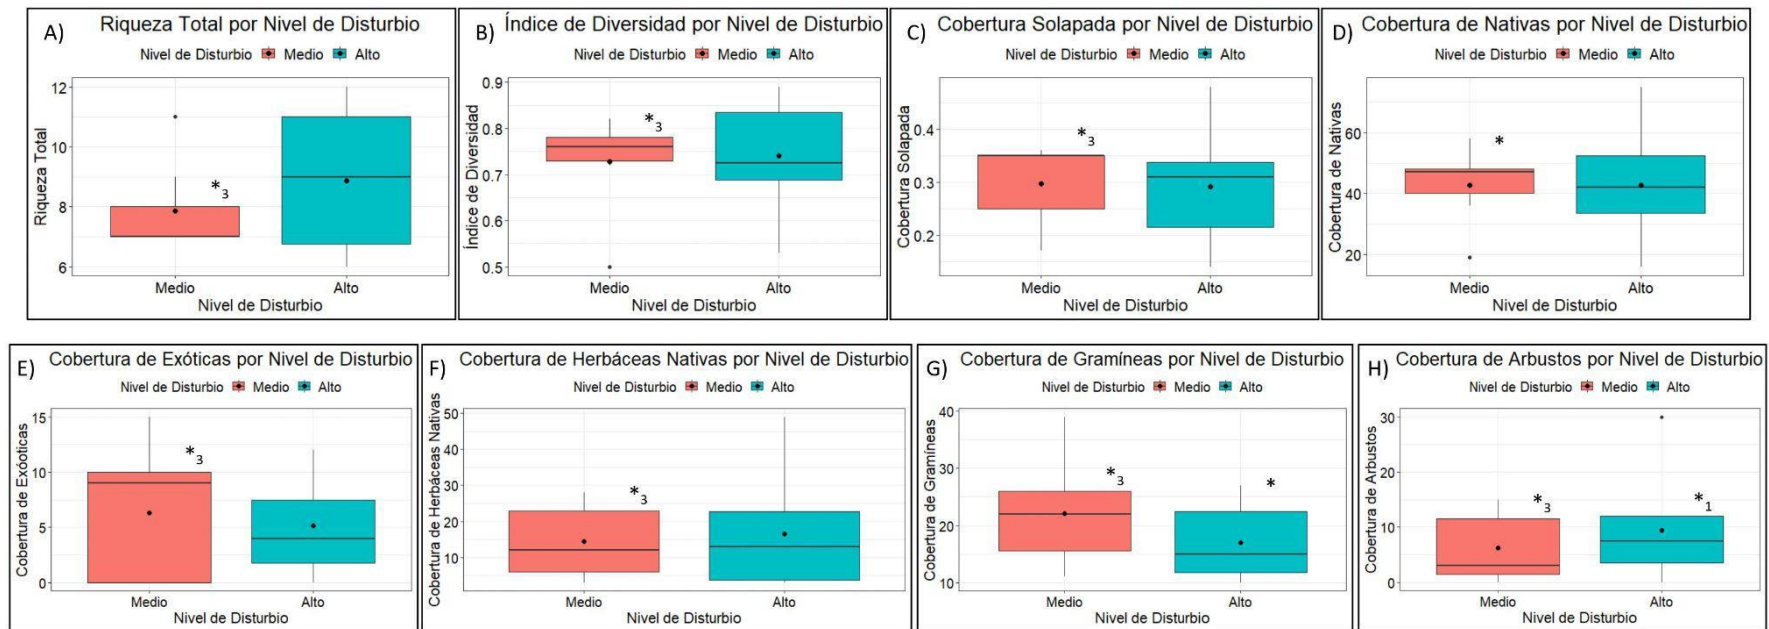 A) Riqueza Total por Nivel de Disturbio
Nivel de Disturbio Medio Alto
Riqueza Total
12
10
8
6
*3
Medio Alto
Nivel de Disturbio
B) Índice de Diversidad por Nivel de Disturbio
Nivel de Disturbio Medio Alto
Índice de Diversidad
0.9
0.8
0.7
0.6
0.5
*3
Medio Alto
Nivel de Disturbio
C) Cobertura Solapada por Nivel de Disturbio
Nivel de Disturbio Medio Alto
Cobertura Solapada
0.4
0.3
0.2
*3
Medio Alto
Nivel de Disturbio
D) Cobertura de Nativas por Nivel de Disturbio
Nivel de Disturbio Medio Alto
Cobertura de Nativas
60
40
20
*
Medio Alto
Nivel de Disturbio
E) Cobertura de Exóticas por Nivel de Disturbio
Nivel de Disturbio Medio Alto
Cobertura de Exóoticas
15
10
5
0
*3
Medio Alto
Nivel de Disturbio
F) Cobertura de Herbáceas Nativas por Nivel de Disturbio
Nivel de Disturbio Medio Alto
Cobertura de Herbáceas Nativas
50
40
30
20
10
*3
Medio Alto
Nivel de Disturbio
G) Cobertura de Gramíneas por Nivel de Disturbio
Nivel de Disturbio Medio Alto
Cobertura de Gramíneas
40
30
20
10
*3 *
Medio Alto
Nivel de Disturbio
H) Cobertura de Arbustos por Nivel de Disturbio
Nivel de Disturbio Medio Alto
Cobertura de Arbustos
30
20
10
0
*3 *1
Medio Alto
Nivel de Disturbio